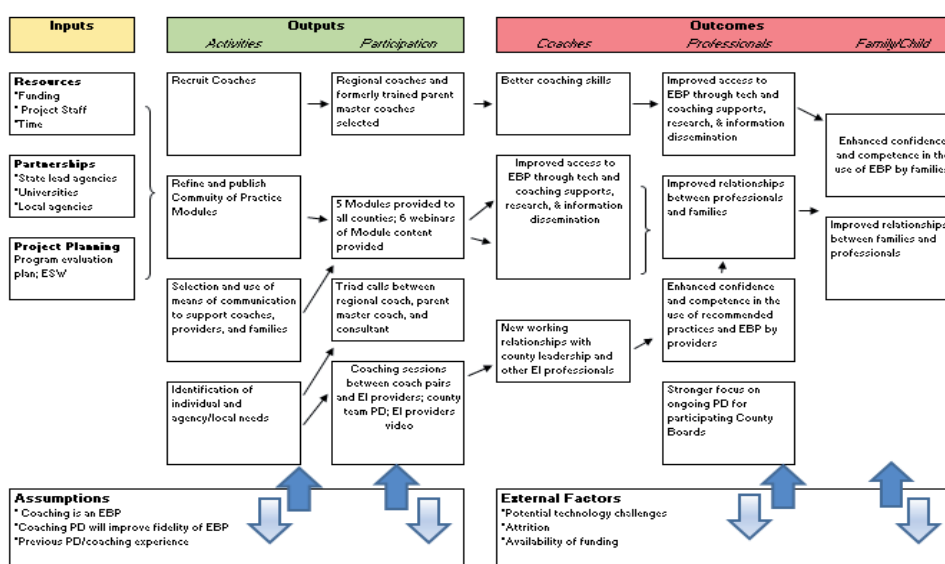 Inputs
Outputs
Activities
Participation
Outcomes
Coaches
Professionals
Family/Child
Resources
*Funding
* Project Staff
*Time
Partnerships
*State lead agencies
*Universities
*Local agencies
Project Planning
Program evaluation
plan; ESW
Recruit Coaches
Refine and publish
Commuity of Practice
Modules
Selection and use of
means of communication
to support coaches,
providers, and families
Identification of
individual and
agency/local needs
Regional coaches and
formerly trained parent
master coaches
selected
5 Modules provided to
all counties; 6 webinars
of Module content
provided
Triad calls between
regional coach, parent
master coach, and
consultant
Coaching sessions
between coach pairs
and EI providers; county
team PD; EI providers
video
Better coaching skills
Improved access to
EBP through tech and
coaching supports,
research, & information
dissemination
New working
relationships with
county leadership and
other EI professionals
Improved access to
EBP through tech and
coaching supports,
research, & information
dissemination
Improved relationships
between professionals
and families
Enhanced confidence
and competence in the
use of recommended
practices and EBP by
providers
Stronger focus on
ongoing PD for
participating County
Boards
Enhanced confidence
and competence in the
use of EBP by families
Improved relationships
between families and
professionals
Assumptions
* Coaching is an EBP
*Coaching PD will improve fidelity of EBP
*Previous PD/coaching experience
External Factors
*Potential technology challenges
*Attrition
*Availability of funding